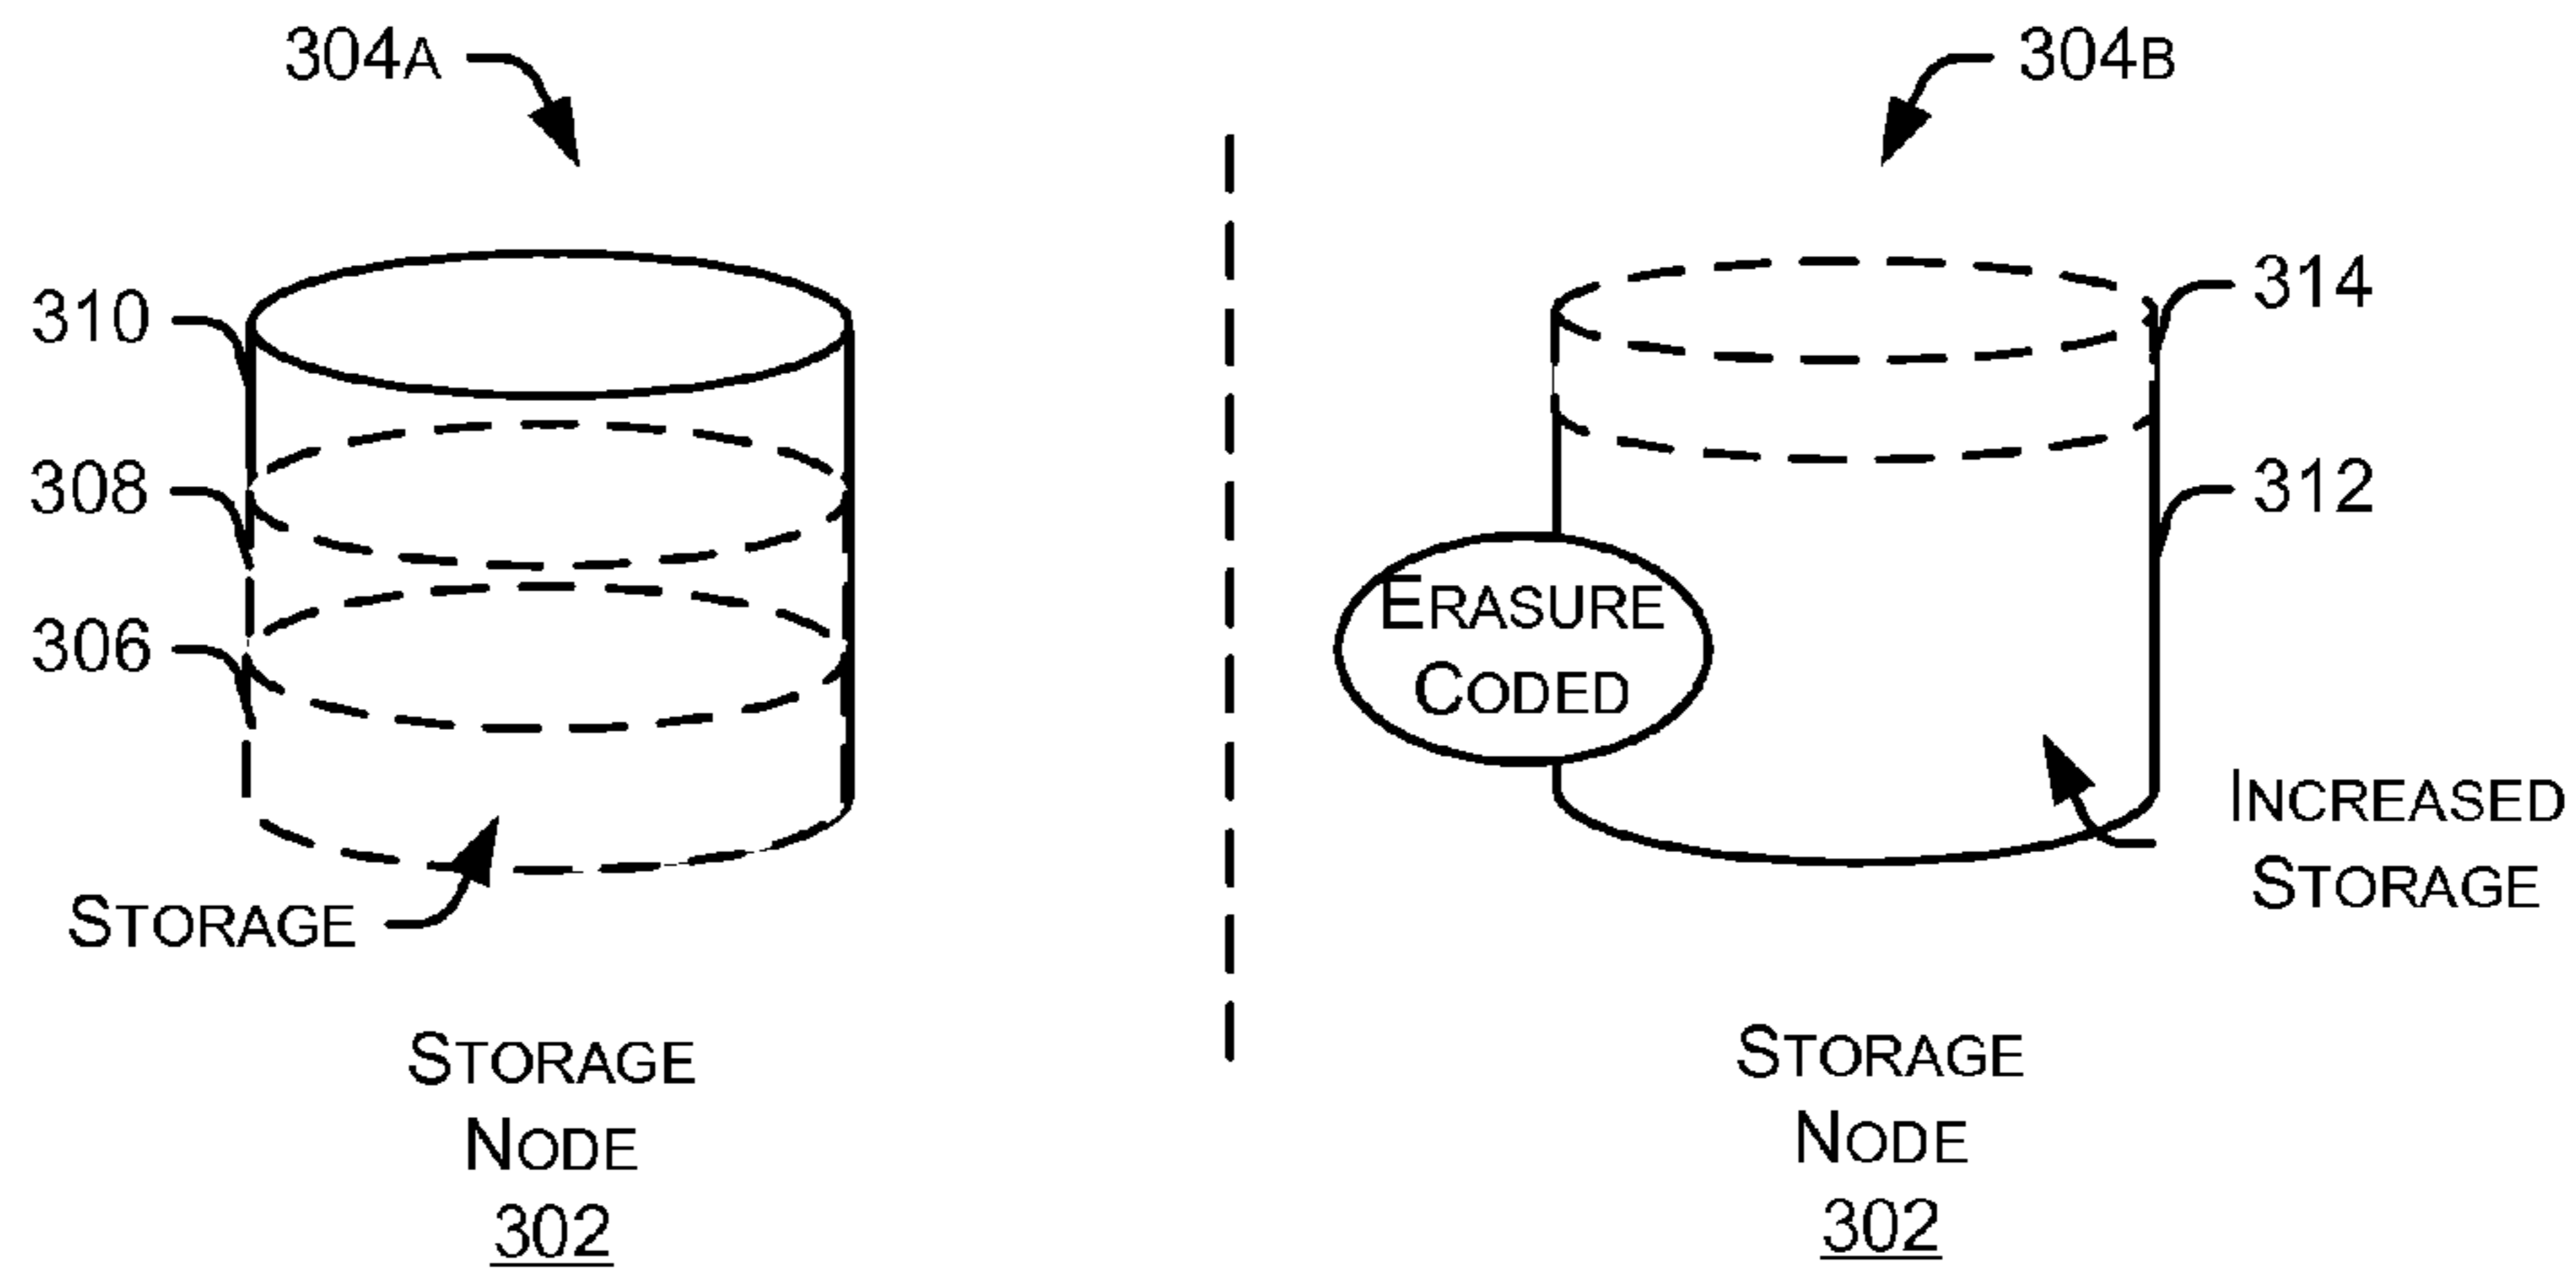 304A
304B
310
308
306
314
312
ERASURE
CODED
STORAGE
INCREASED
STORAGE
STORAGE
NODE
302
STORAGE
NODE
302